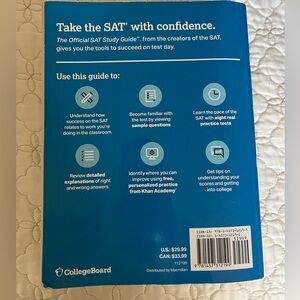 Take the SAT® with confidence.
The Official SAT Study Guide™, from the creators of the SAT,
gives you the tools to succeed on test day.
Use this guide to:
Understand how
success on the SAT
relates to work you're
doing in the classroom
Become familiar
with the test by viewing
sample questions
Learn the pace of the
SAT with eight real
practice tests
Review detailed
explanations of right
and wrong answers
Identify where you can
improve using free,
personalized practice
from Khan Academy®
Get tips on
understanding your
scores and getting into
college
U.S.: $29.99
CAN: $33.99
CollegeBoard
Distributed by Macmillan